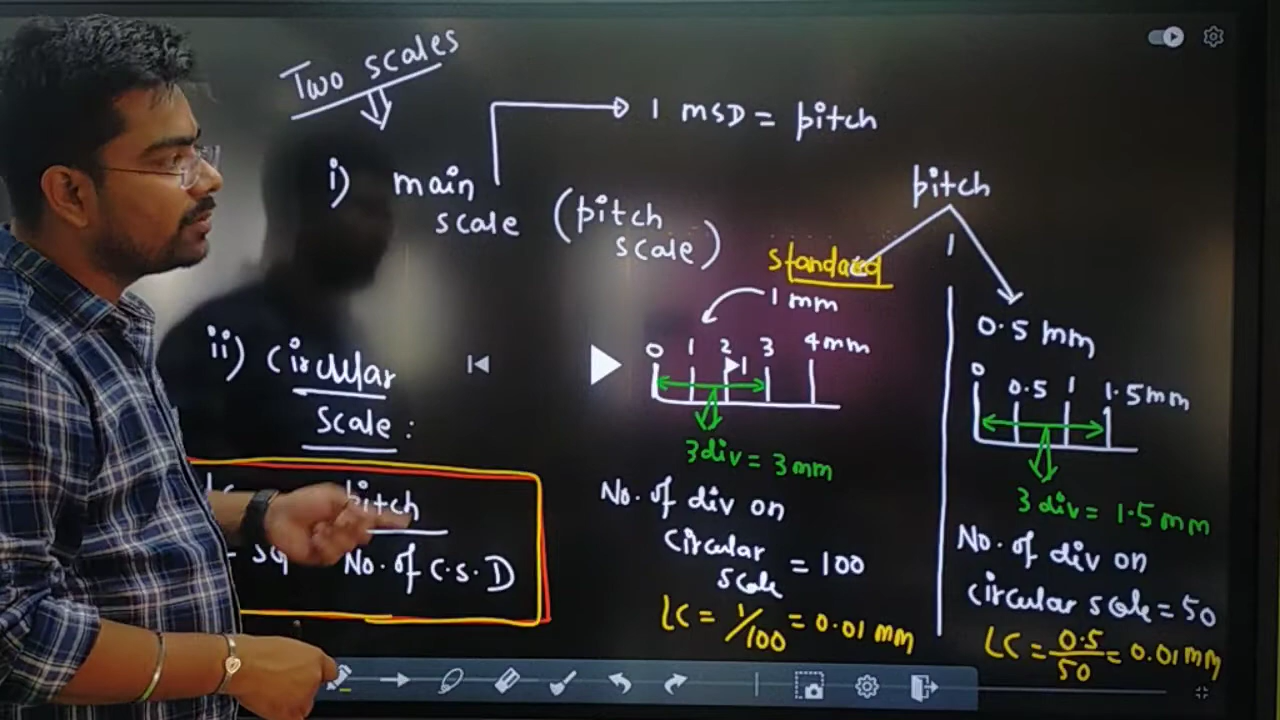 Two scales
1 MSD = pitch
i) main
scale (pitch
scale)
pitch
standard
1 mm
0 1 2 3 4mm
3 div = 3 mm
No. of div on
Circular
scale = 100
LC = 1/100 = 0.01 mm
0.5 mm
0 0.5 1 1.5 mm
3 div = 1.5 mm
No. of div on
circular scale = 50
LC = 0.5/50 = 0.01 mm
ii) Circular
Scale :
pitch
No. of C.S.D